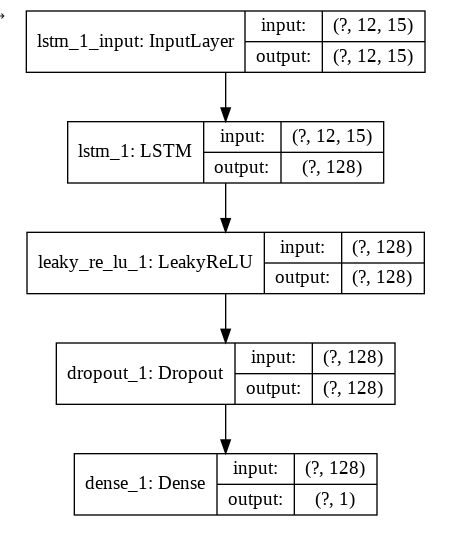 lstm_1_input: InputLayer
input: (?, 12, 15)
output: (?, 12, 15)
lstm_1: LSTM
input: (?, 12, 15)
output: (?, 128)
leaky_re_lu_1: LeakyReLU
input: (?, 128)
output: (?, 128)
dropout_1: Dropout
input: (?, 128)
output: (?, 128)
dense_1: Dense
input: (?, 128)
output: (?, 1)